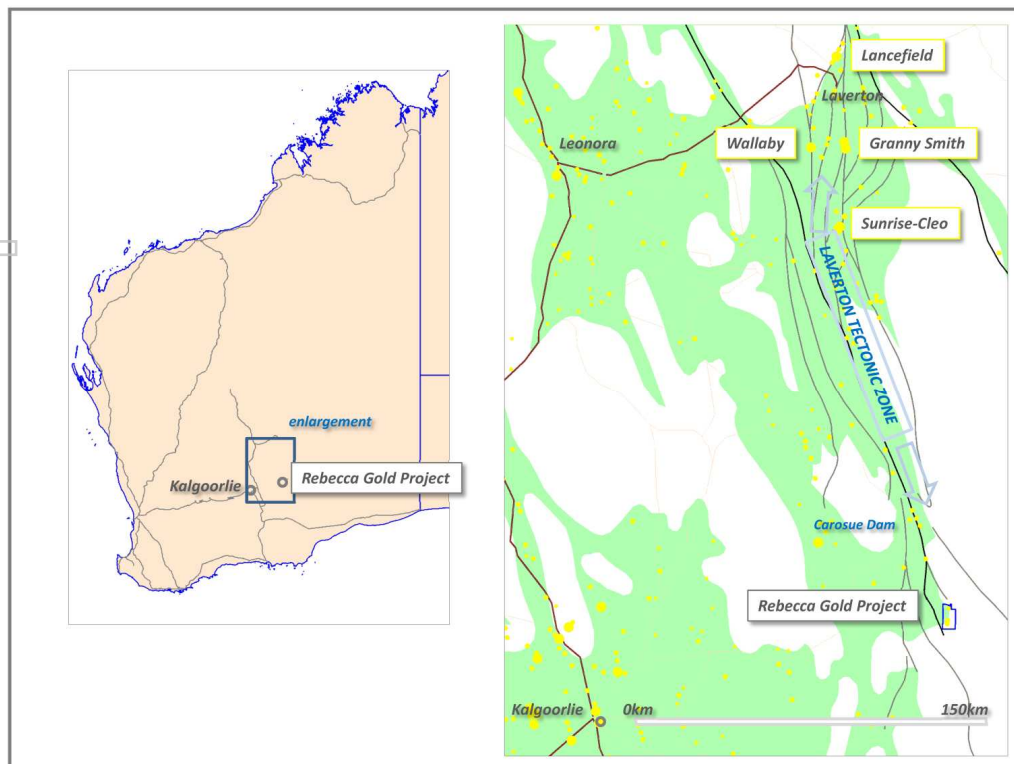 enlargement
Kalgoorlie
Rebecca Gold Project
Lancefield
Laverton
Leonora
Wallaby
Granny Smith
Sunrise-Cleo
LAVERTON TECTONIC ZONE
Carosue Dam
Rebecca Gold Project
Kalgoorlie
0km
150km